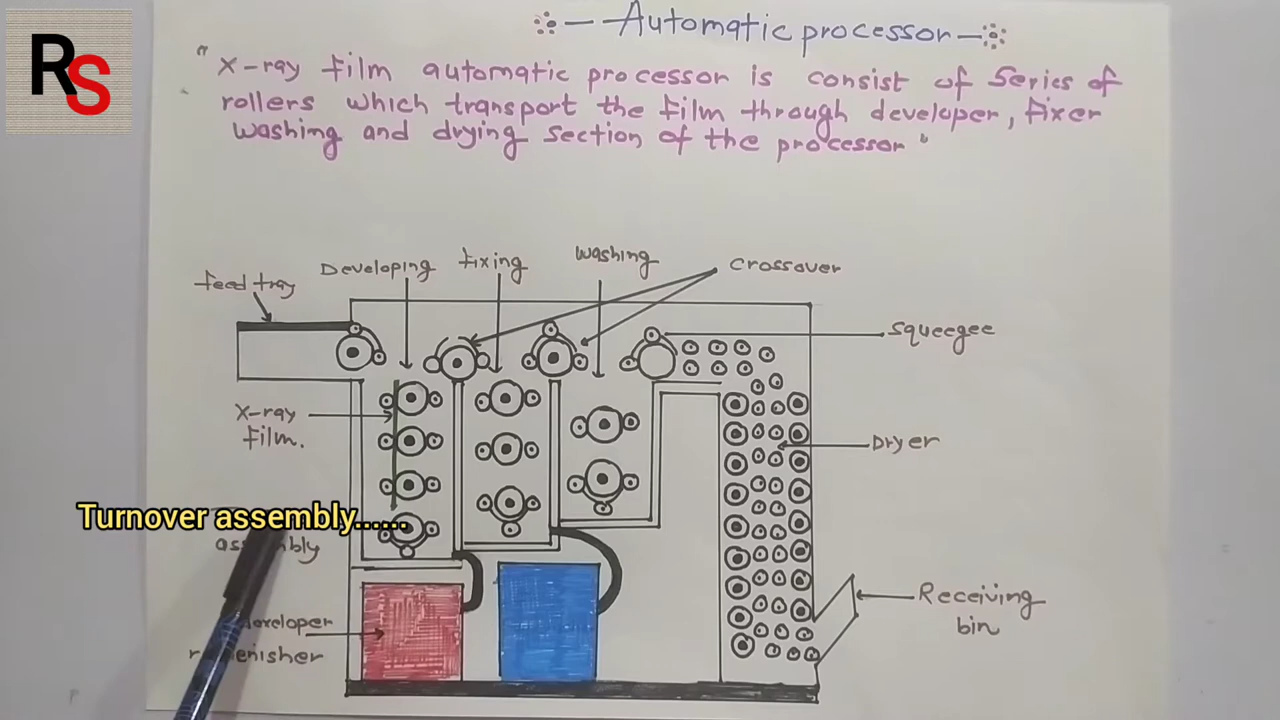 RS
Automatic processor
"X-ray film automatic processor is consist of Series of
rollers which transport the film through developer, fixer
washing and drying section of the processor"
feed tray
Developing
fixing
washing
crossover
squeegee
X-ray
film.
Dryer
Turnover assembly......
assembly
developer
replenisher
Receiving
bin